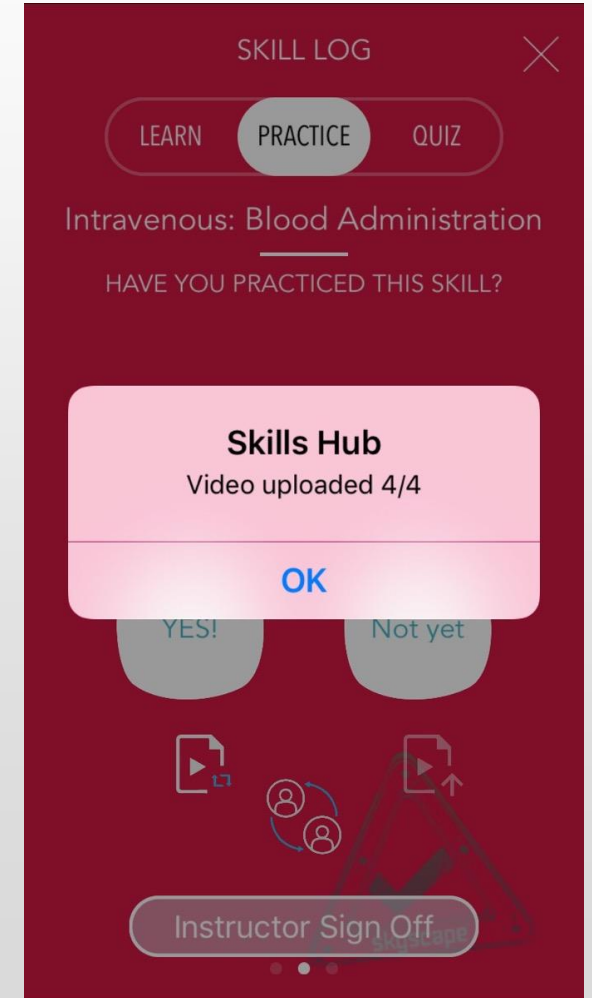 SKILL LOG
LEARN PRACTICE QUIZ
Intravenous: Blood Administration
HAVE YOU PRACTICED THIS SKILL?
Skills Hub
Video uploaded 4/4
OK
YES! Not yet
Instructor Sign Off
skyscape